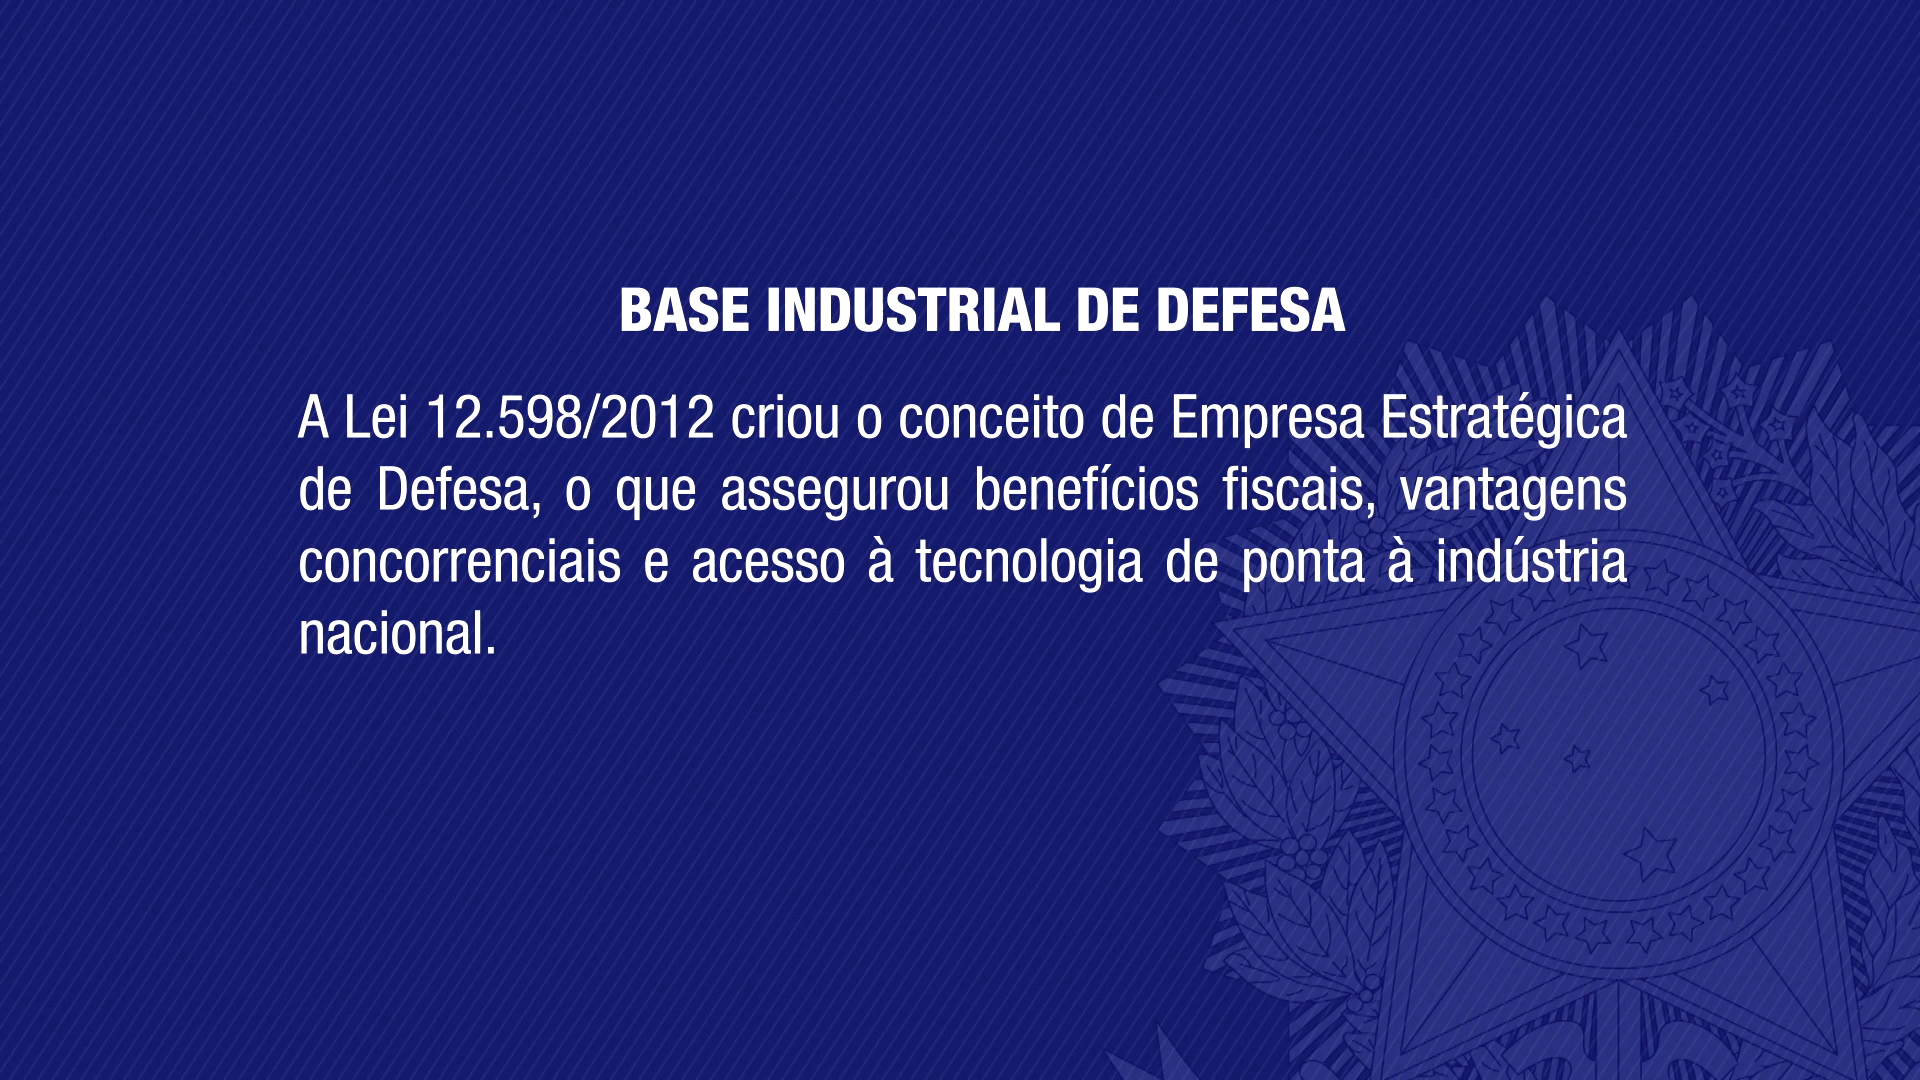 BASE INDUSTRIAL DE DEFESA
A Lei 12.598/2012 criou o conceito de Empresa Estratégica
de Defesa, o que assegurou benefícios fiscais, vantagens
concorrenciais e acesso à tecnologia de ponta à indústria
nacional.